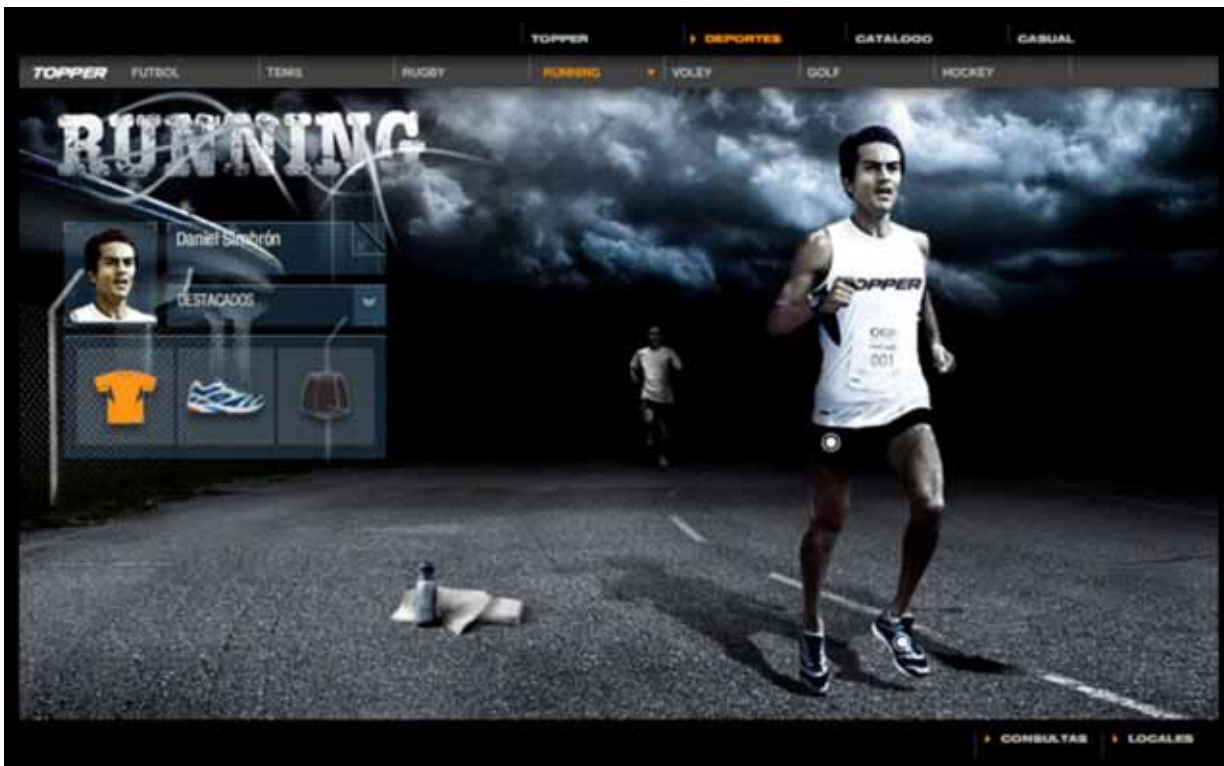 TOPPER DEPORTES CATALOGO CASUAL
TOPPER FUTBOL TENIS RUGBY RUNNING VOLEY GOLF HOCKEY
RUNNING
Daniel Simbrón
DESTACADOS
TOPPER
001
CONSULTAS LOCALES